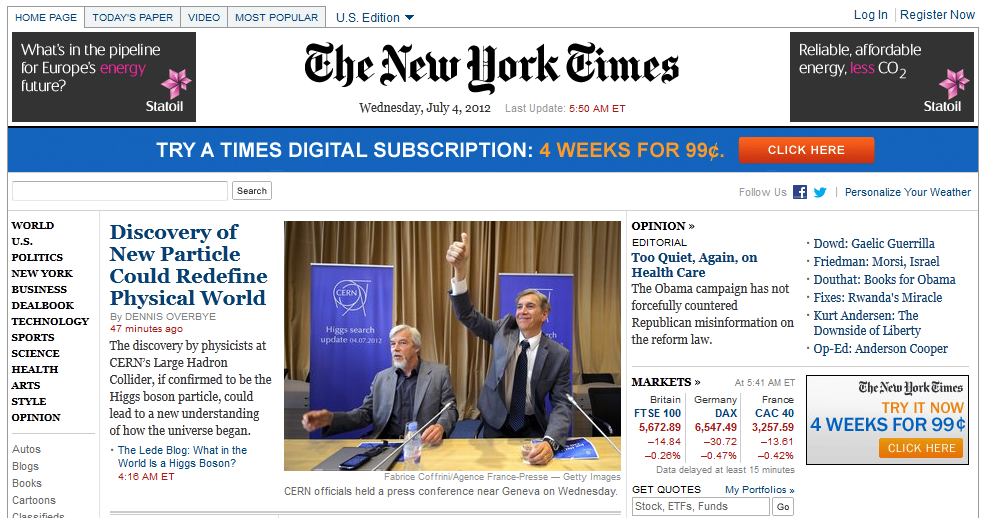 HOME PAGE
TODAY'S PAPER
VIDEO
MOST POPULAR
U.S. Edition
Log In
Register Now
What's in the pipeline
for Europe's energy
future?
Statoil
The New York Times
Wednesday, July 4, 2012
Last Update: 5:50 AM ET
Reliable, affordable
energy, less CO2
Statoil
TRY A TIMES DIGITAL SUBSCRIPTION: 4 WEEKS FOR 99¢.
CLICK HERE
Search
Follow Us
Personalize Your Weather
WORLD
U.S.
POLITICS
NEW YORK
BUSINESS
DEALBOOK
TECHNOLOGY
SPORTS
SCIENCE
HEALTH
ARTS
STYLE
OPINION
Autos
Blogs
Books
Cartoons
Classifieds
Discovery of
New Particle
Could Redefine
Physical World
By DENNIS OVERBYE
47 minutes ago
The discovery by physicists at
CERN's Large Hadron
Collider, if confirmed to be the
Higgs boson particle, could
lead to a new understanding
of how the universe began.
· The Lede Blog: What in the
World Is a Higgs Boson?
4:16 AM ET
CERN
Higgs search
update 04.07.2012
Fabrice Coffrini/Agence France-Presse — Getty Images
CERN officials held a press conference near Geneva on Wednesday.
OPINION »
EDITORIAL
Too Quiet, Again, on
Health Care
The Obama campaign has not
forcefully countered
Republican misinformation on
the reform law.
· Dowd: Gaelic Guerrilla
· Friedman: Morsi, Israel
· Douthat: Books for Obama
· Fixes: Rwanda's Miracle
· Kurt Andersen: The
Downside of Liberty
· Op-Ed: Anderson Cooper
MARKETS »
At 5:41 AM ET
Britain Germany France
FTSE 100 DAX CAC 40
5,672.89 6,547.49 3,257.59
−14.84 −30.72 −13.61
−0.26% −0.47% −0.42%
Data delayed at least 15 minutes
GET QUOTES
My Portfolios »
Stock, ETFs, Funds
Go
The New York Times
TRY IT NOW
4 WEEKS FOR 99¢
CLICK HERE